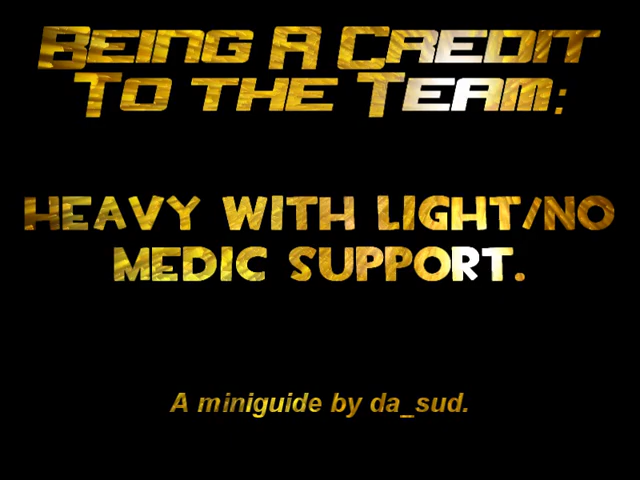 Being A Credit
To the Team:
HEAVY WITH LIGHT/NO
MEDIC SUPPORT.
A miniguide by da_sud.